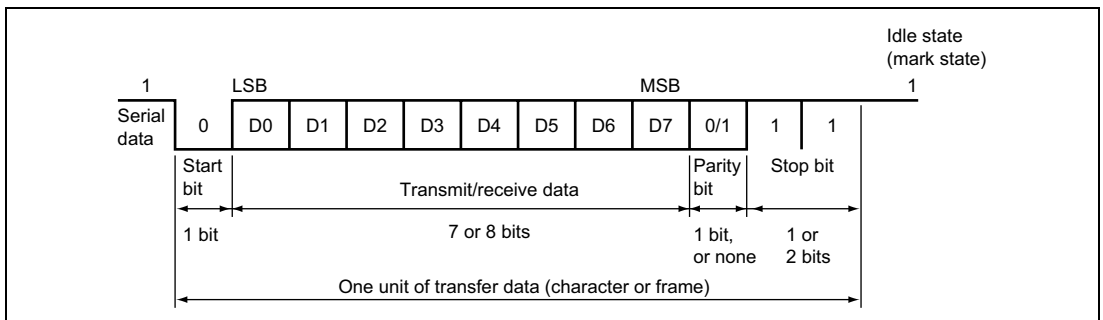 Idle state
(mark state)
1 LSB MSB 1
Serial
data
0 D0 D1 D2 D3 D4 D5 D6 D7 0/1 1 1
Start
bit
Transmit/receive data
Parity
bit
Stop bit
1 bit
7 or 8 bits
1 bit,
or none
1 or
2 bits
One unit of transfer data (character or frame)